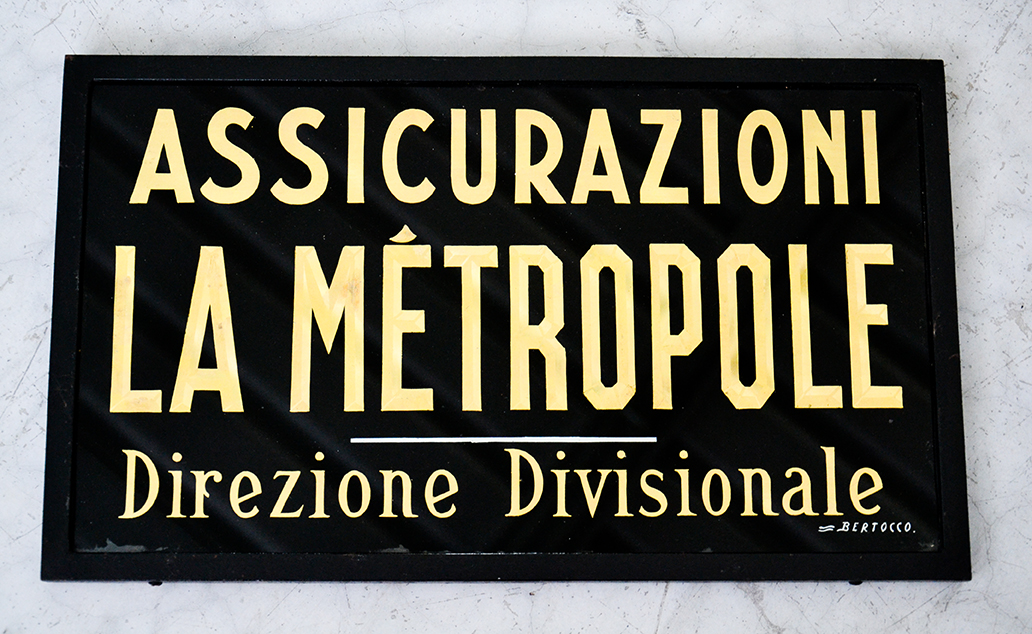 ASSICURAZIONI
LA MÉTROPOLE
Direzione Divisionale
BERTOCCO.